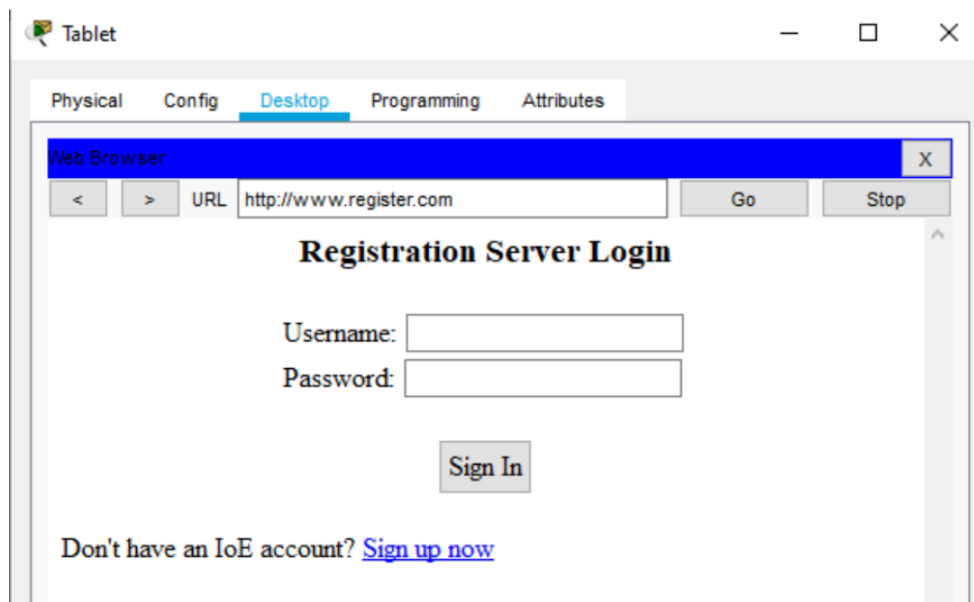 Tablet
Physical Config Desktop Programming Attributes
Web Browser X
< > URL http://www.register.com Go Stop
Registration Server Login
Username:
Password:
Sign In
Don't have an IoE account? Sign up now